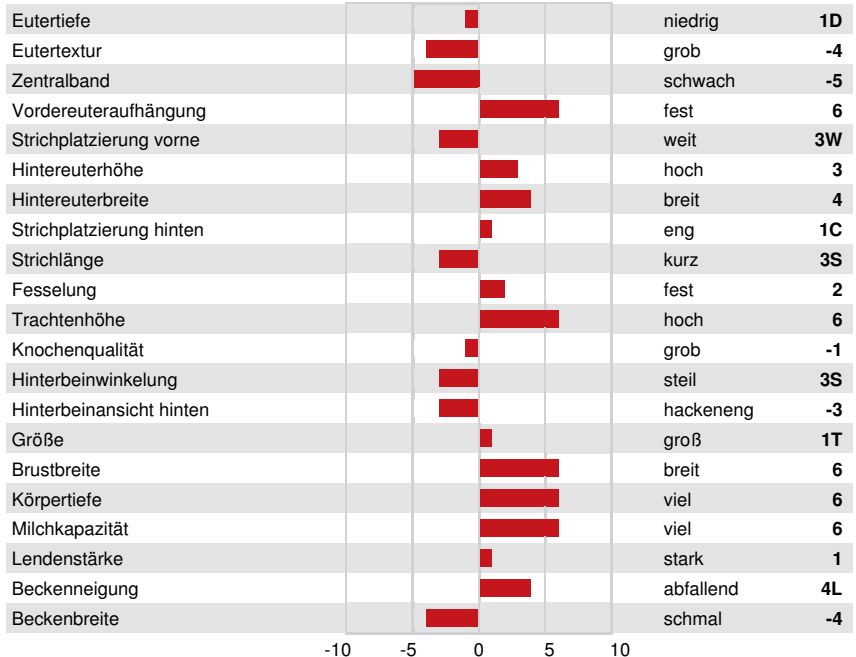 Eutertiefe niedrig 1D
Eutertextur grob -4
Zentralband schwach -5
Vordereuteraufhängung fest 6
Strichplatzierung vorne weit 3W
Hintereuterhöhe hoch 3
Hintereuterbreite breit 4
Strichplatzierung hinten eng 1C
Strichlänge kurz 3S
Fesselung fest 2
Trachtenhöhe hoch 6
Knochenqualität grob -1
Hinterbeinwinkelung steil 3S
Hinterbeinansicht hinten hackeneng -3
Größe groß 1T
Brustbreite breit 6
Körpertiefe viel 6
Milchkapazität viel 6
Lendenstärke stark 1
Beckenneigung abfallend 4L
Beckenbreite schmal -4
-10 -5 0 5 10